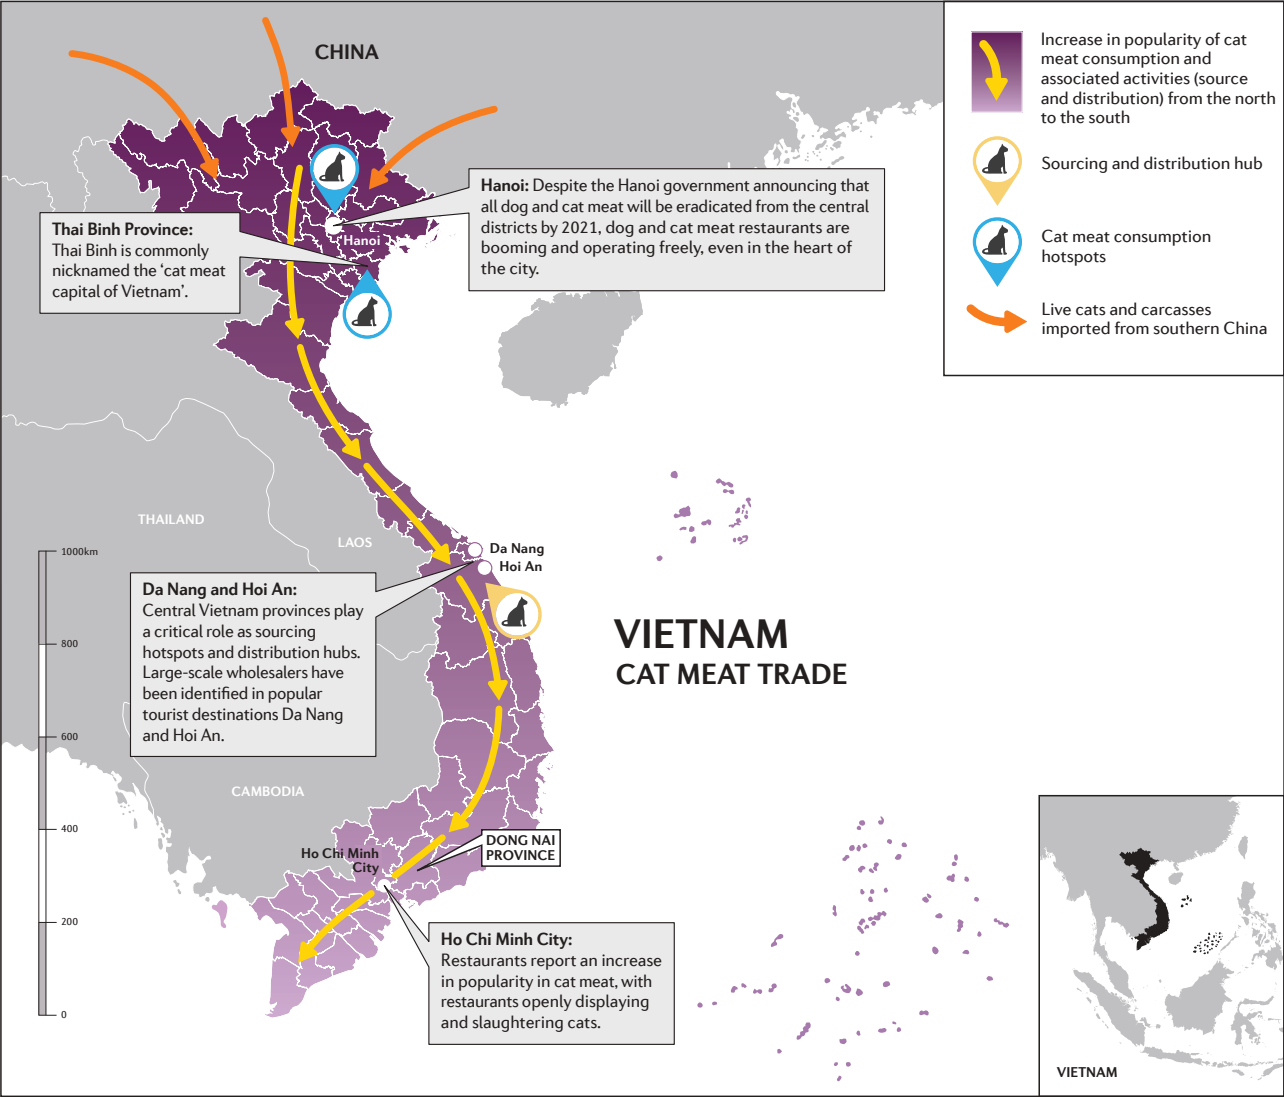 CHINA
Increase in popularity of cat
meat consumption and
associated activities (source
and distribution) from the north
to the south
Sourcing and distribution hub
Cat meat consumption
hotspots
Live cats and carcasses
imported from southern China
Hanoi: Despite the Hanoi government announcing that
all dog and cat meat will be eradicated from the central
districts by 2021, dog and cat meat restaurants are
booming and operating freely, even in the heart of
the city.
Thai Binh Province:
Thai Binh is commonly
nicknamed the ‘cat meat
capital of Vietnam’.
Hanoi
THAILAND
LAOS
Da Nang
Hoi An
1000km
800
600
400
200
0
Da Nang and Hoi An:
Central Vietnam provinces play
a critical role as sourcing
hotspots and distribution hubs.
Large-scale wholesalers have
been identified in popular
tourist destinations Da Nang
and Hoi An.
VIETNAM
CAT MEAT TRADE
CAMBODIA
DONG NAI
PROVINCE
Ho Chi Minh
City
Ho Chi Minh City:
Restaurants report an increase
in popularity in cat meat, with
restaurants openly displaying
and slaughtering cats.
VIETNAM